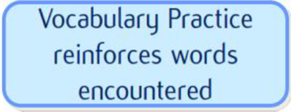 Vocabulary Practice
reinforces words
encountered